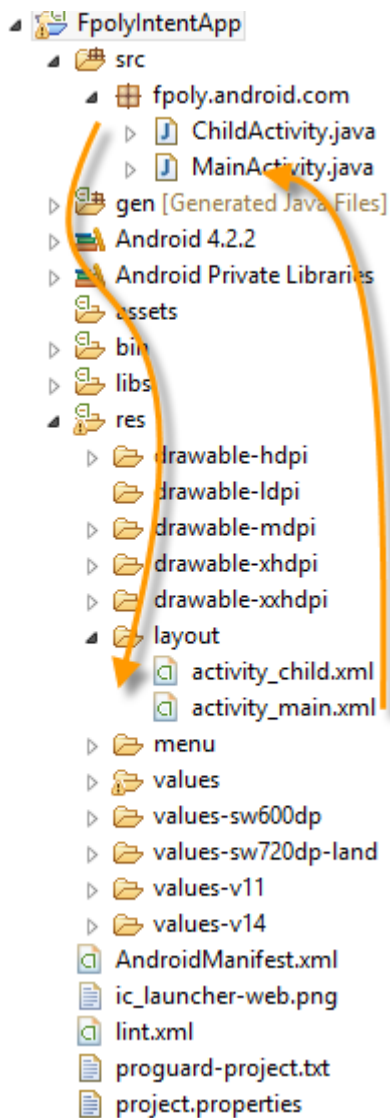 FpolyIntentApp
src
fpoly.android.com
ChildActivity.java
MainActivity.java
gen [Generated Java Files]
Android 4.2.2
Android Private Libraries
assets
bin
libs
res
drawable-hdpi
drawable-ldpi
drawable-mdpi
drawable-xhdpi
drawable-xxhdpi
layout
activity_child.xml
activity_main.xml
menu
values
values-sw600dp
values-sw720dp-land
values-v11
values-v14
AndroidManifest.xml
ic_launcher-web.png
lint.xml
proguard-project.txt
project.properties